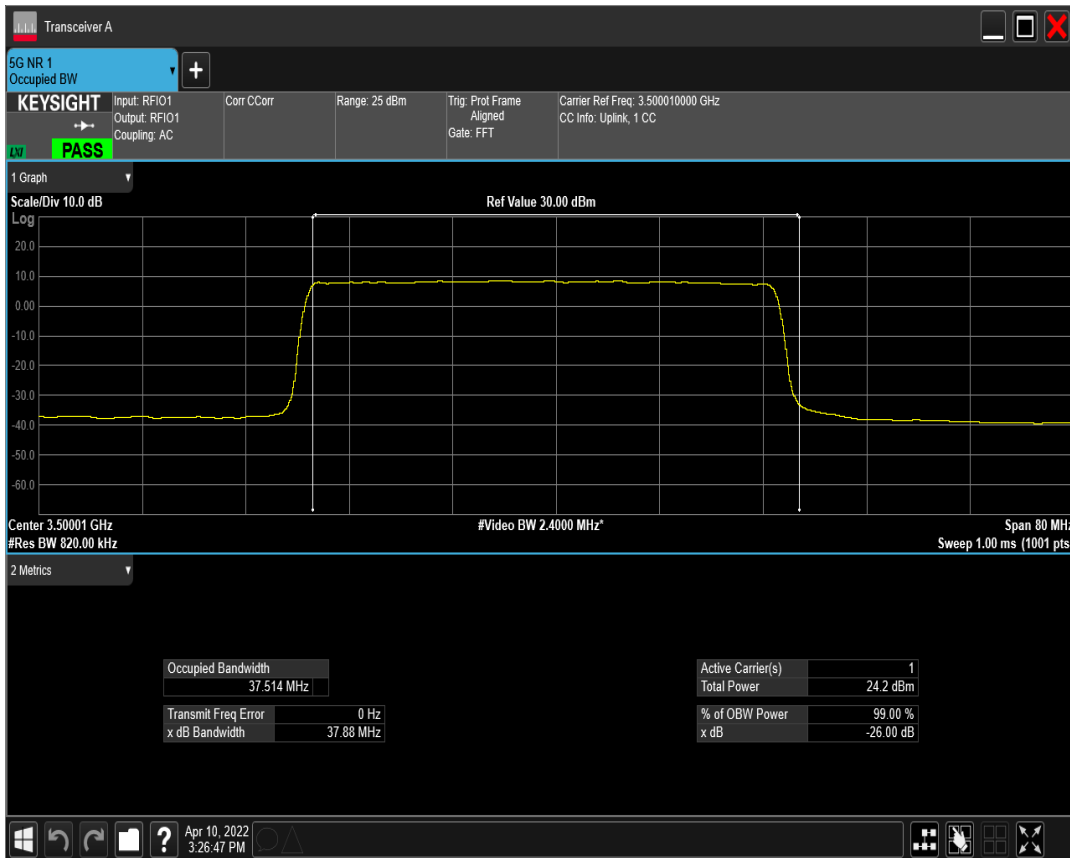 Transceiver A
5G NR 1
Occupied BW
+
KEYSIGHT
LXI
PASS
Input: RFIO1
Output: RFIO1
Coupling: AC
Corr CCorr
Range: 25 dBm
Trig: Prot Frame
Aligned
Gate: FFT
Carrier Ref Freq: 3.500010000 GHz
CC Info: Uplink, 1 CC
1 Graph
Scale/Div 10.0 dB
Ref Value 30.00 dBm
Log
20.0
10.0
0.00
-10.0
-20.0
-30.0
-40.0
-50.0
-60.0
Center 3.50001 GHz
#Video BW 2.4000 MHz*
Span 80 MHz
#Res BW 820.00 kHz
Sweep 1.00 ms (1001 pts
2 Metrics
Occupied Bandwidth
37.514 MHz
Transmit Freq Error 0 Hz
x dB Bandwidth 37.88 MHz
Active Carrier(s) 1
Total Power 24.2 dBm
% of OBW Power 99.00 %
x dB -26.00 dB
?
Apr 10, 2022
3:26:47 PM